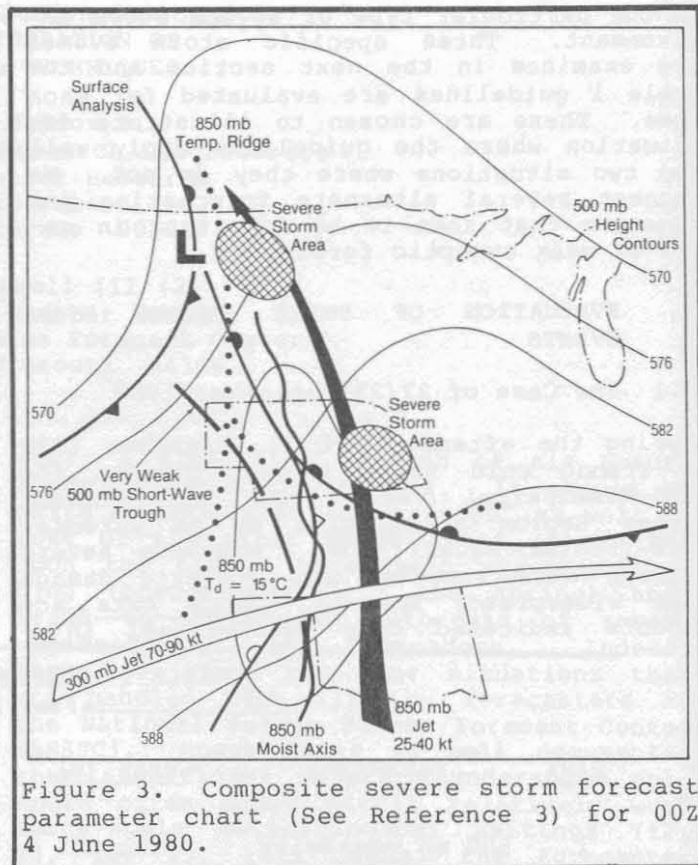 Surface
Analysis
850 mb
Temp. Ridge
Severe
Storm
Area
500 mb
Height
Contours
570
576
582
L
Severe
Storm
Area
570
Very Weak
500 mb Short-Wave
Trough
576
588
850 mb
Td = 15°C
582
300 mb Jet 70-90 kt
588
850 mb
Moist Axis
850 mb
Jet
25-40 kt
Figure 3. Composite severe storm forecast
parameter chart (See Reference 3) for 00Z
4 June 1980.